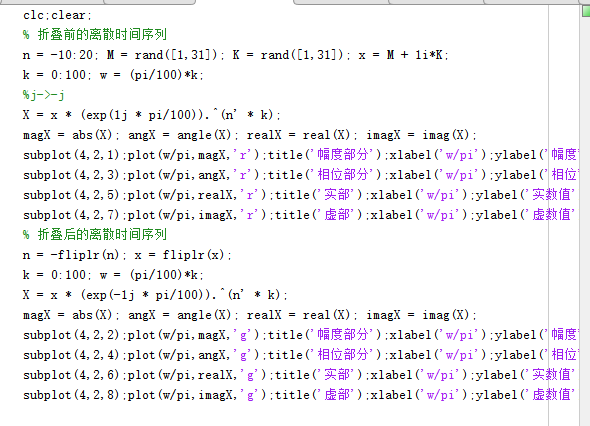 clc;clear;
% 折叠前的离散时间序列
n = -10:20; M = rand([1,31]); K = rand([1,31]); x = M + 1i*K;
k = 0:100; w = (pi/100)*k;
%j->-j
X = x * (exp(1j * pi/100)).^(n' * k);
magX = abs(X); angX = angle(X); realX = real(X); imagX = imag(X);
subplot(4,2,1);plot(w/pi,magX,'r');title('幅度部分');xlabel('w/pi');ylabel('幅度
subplot(4,2,3);plot(w/pi,angX,'r');title('相位部分');xlabel('w/pi');ylabel('相位
subplot(4,2,5);plot(w/pi,realX,'r');title('实部');xlabel('w/pi');ylabel('实数值'
subplot(4,2,7);plot(w/pi,imagX,'r');title('虚部');xlabel('w/pi');ylabel('虚数值'
% 折叠后的离散时间序列
n = -fliplr(n); x = fliplr(x);
k = 0:100; w = (pi/100)*k;
X = x * (exp(-1j * pi/100)).^(n' * k);
magX = abs(X); angX = angle(X); realX = real(X); imagX = imag(X);
subplot(4,2,2);plot(w/pi,magX,'g');title('幅度部分');xlabel('w/pi');ylabel('幅度
subplot(4,2,4);plot(w/pi,angX,'g');title('相位部分');xlabel('w/pi');ylabel('相位
subplot(4,2,6);plot(w/pi,realX,'g');title('实部');xlabel('w/pi');ylabel('实数值'
subplot(4,2,8);plot(w/pi,imagX,'g');title('虚部');xlabel('w/pi');ylabel('虚数值'